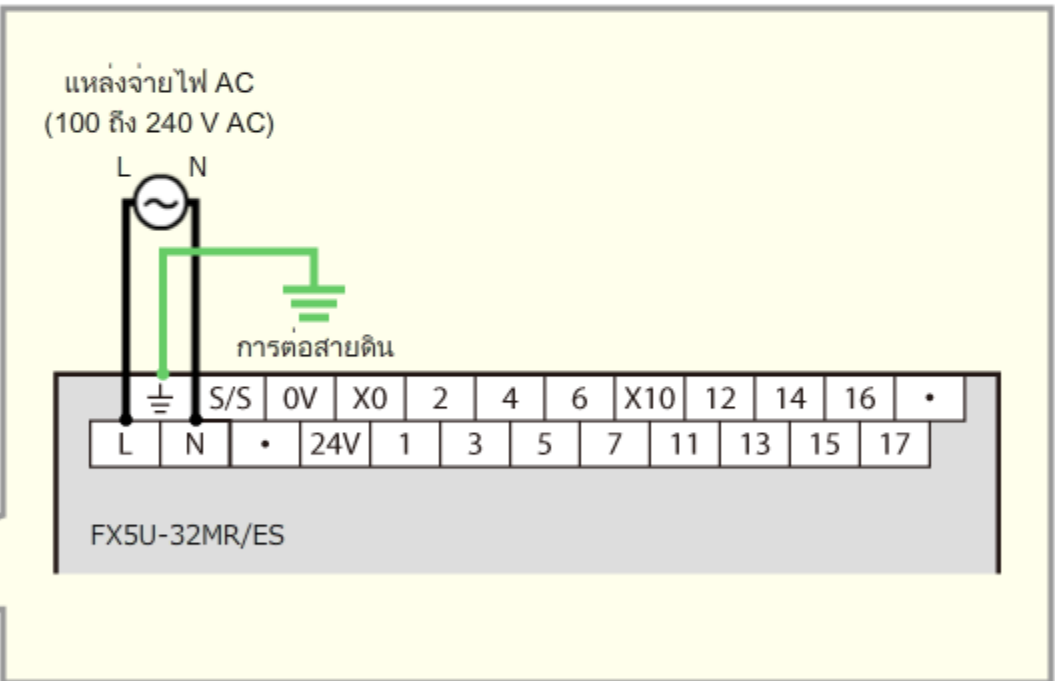 แหล่งจ่ายไฟ AC
(100 ถึง 240 V AC)
L N
การต่อสายดิน
S/S 0V X0 2 4 6 X10 12 14 16 •
L N • 24V 1 3 5 7 11 13 15 17
FX5U-32MR/ES